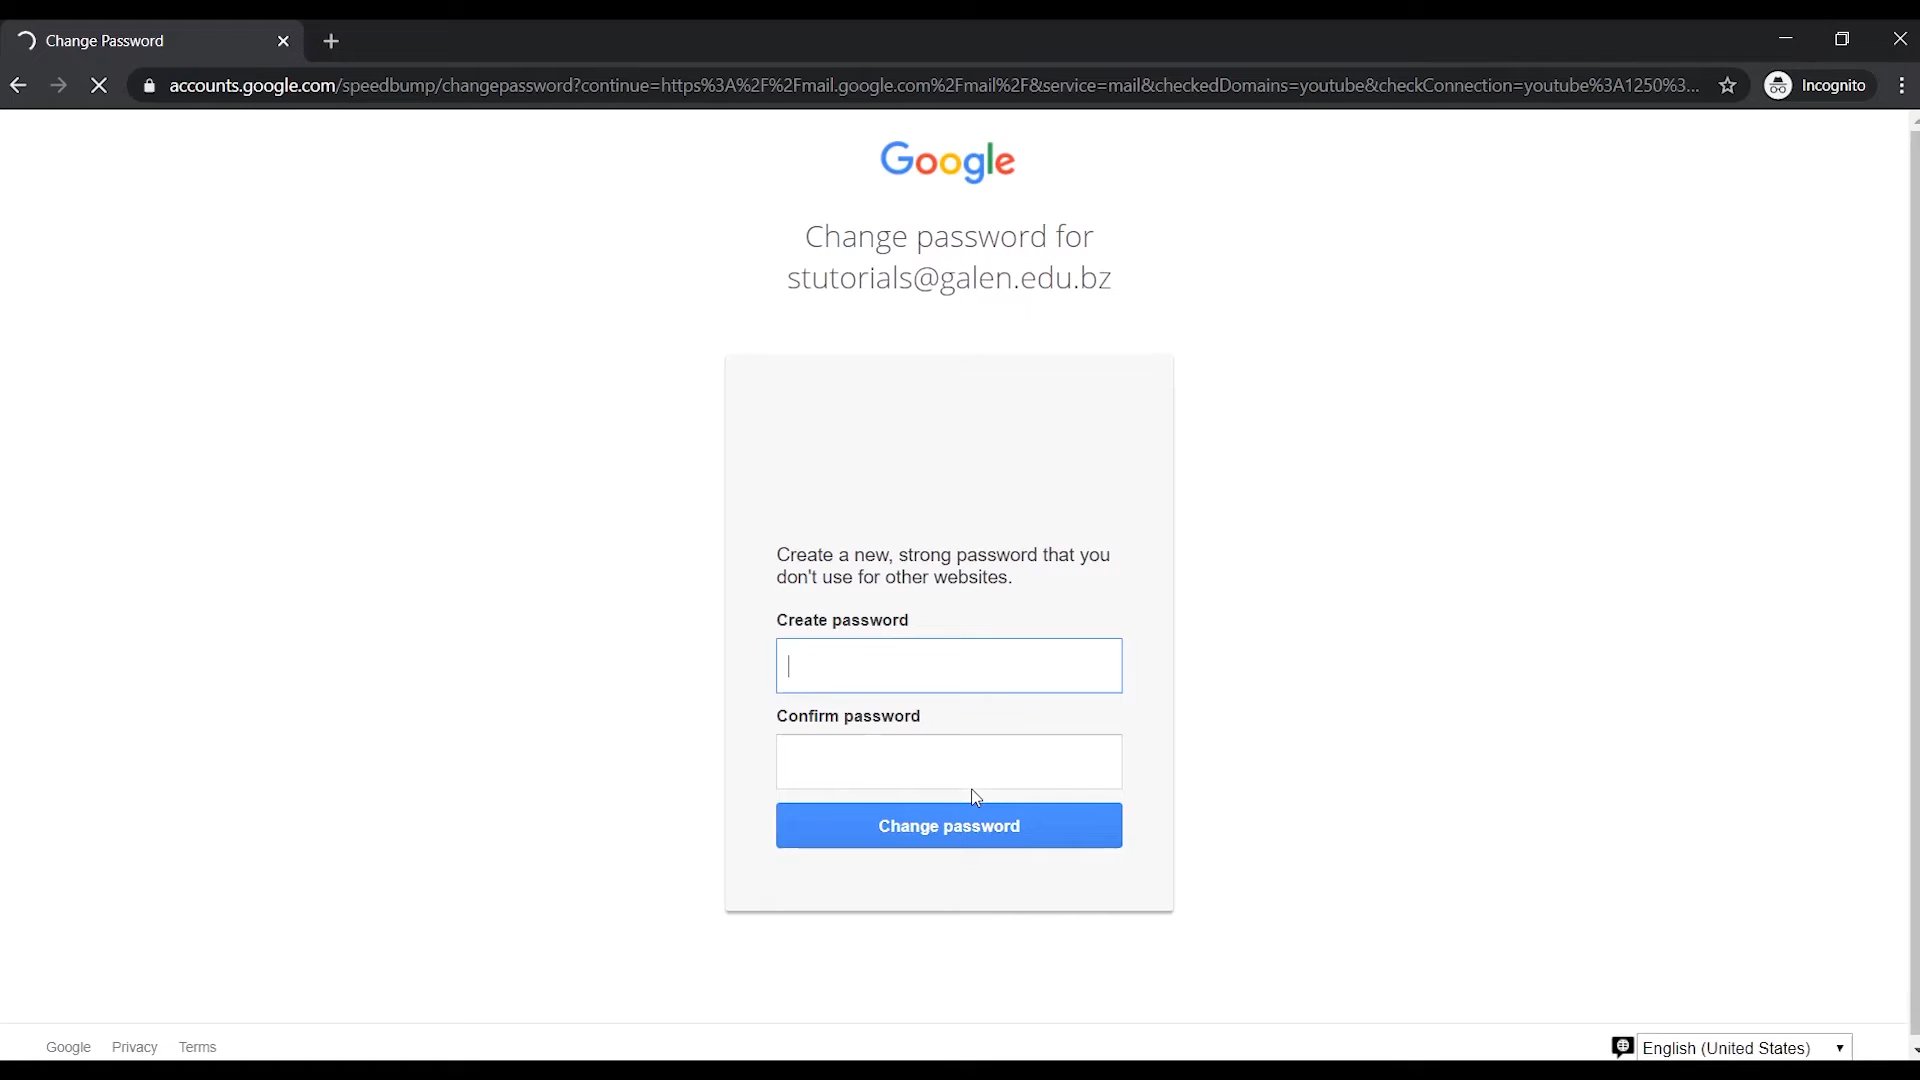 Change Password
accounts.google.com/speedbump/changepassword?continue=https%3A%2F%2Fmail.google.com%2Fmail%2F&service=mail&checkedDomains=youtube&checkConnection=youtube%3A1250%3...
Incognito
Google
Change password for
stutorials@galen.edu.bz
Create a new, strong password that you
don't use for other websites.
Create password
Confirm password
Change password
Google Privacy Terms
English (United States)